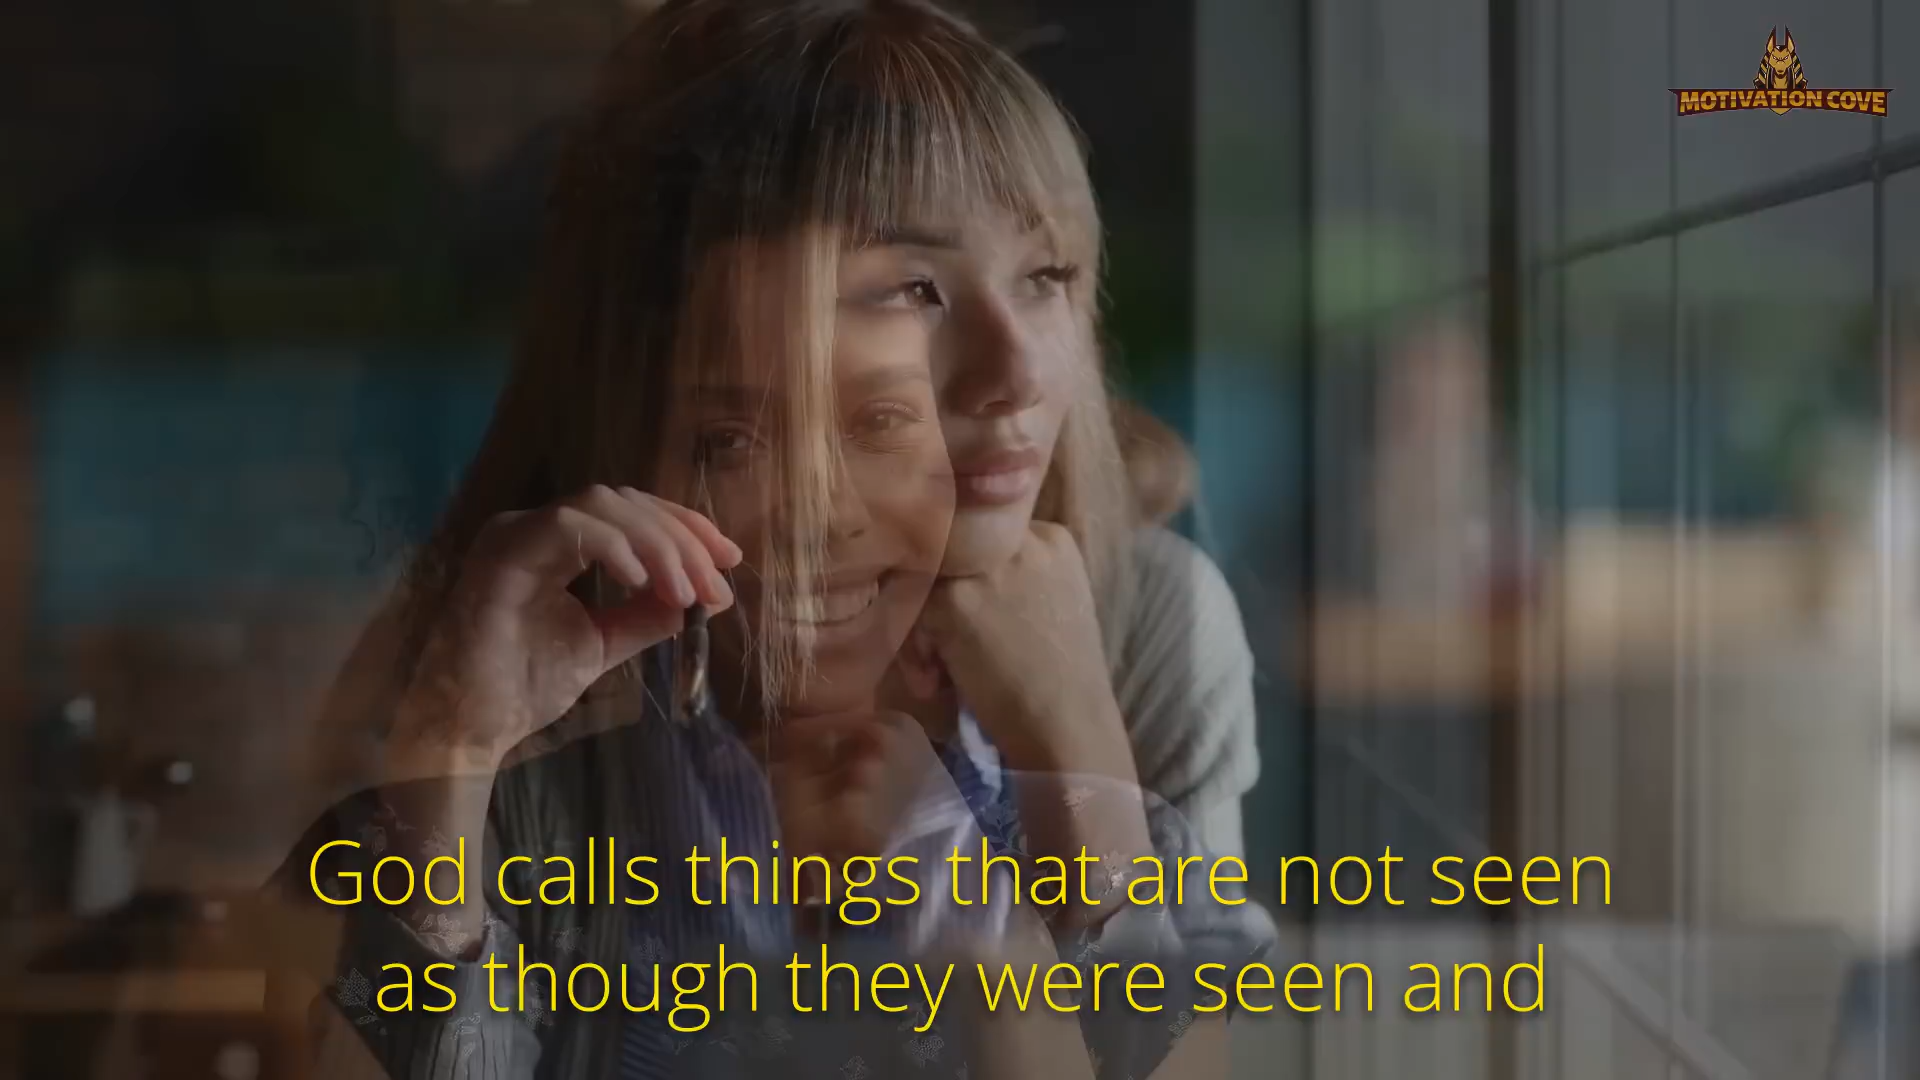 MOTIVATION COVE
God calls things that are not seen
as though they were seen and